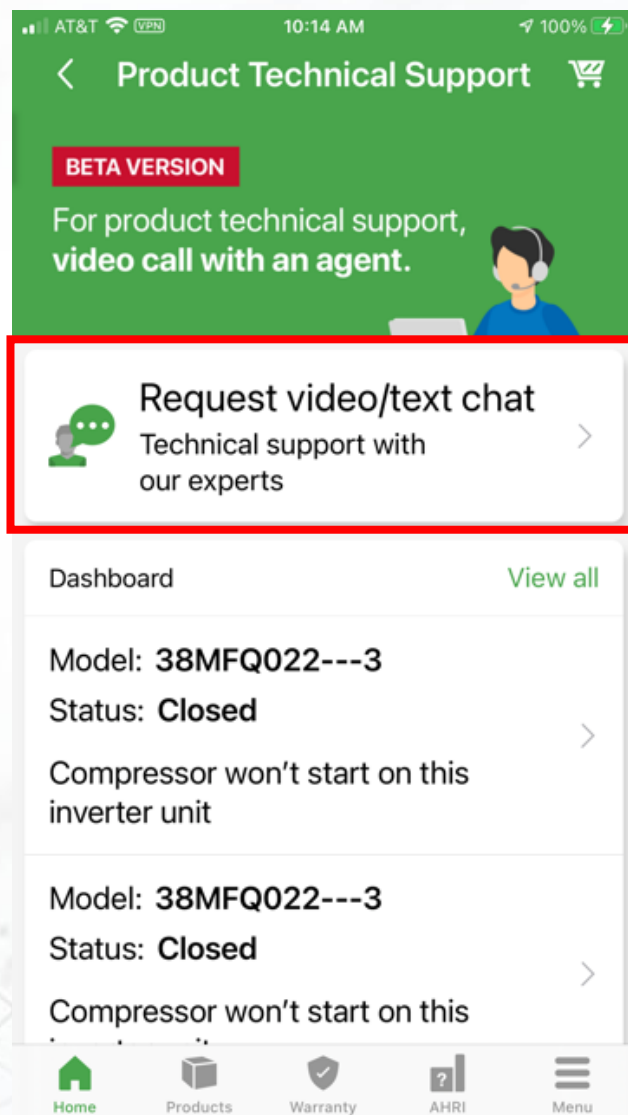 AT&T VPN 10:14 AM 100%
Product Technical Support
BETA VERSION
For product technical support,
video call with an agent.
Request video/text chat
Technical support with
our experts
Dashboard View all
Model: 38MFQ022---3
Status: Closed
Compressor won't start on this
inverter unit
Model: 38MFQ022---3
Status: Closed
Compressor won't start on this
Home Products Warranty ? AHRI Menu